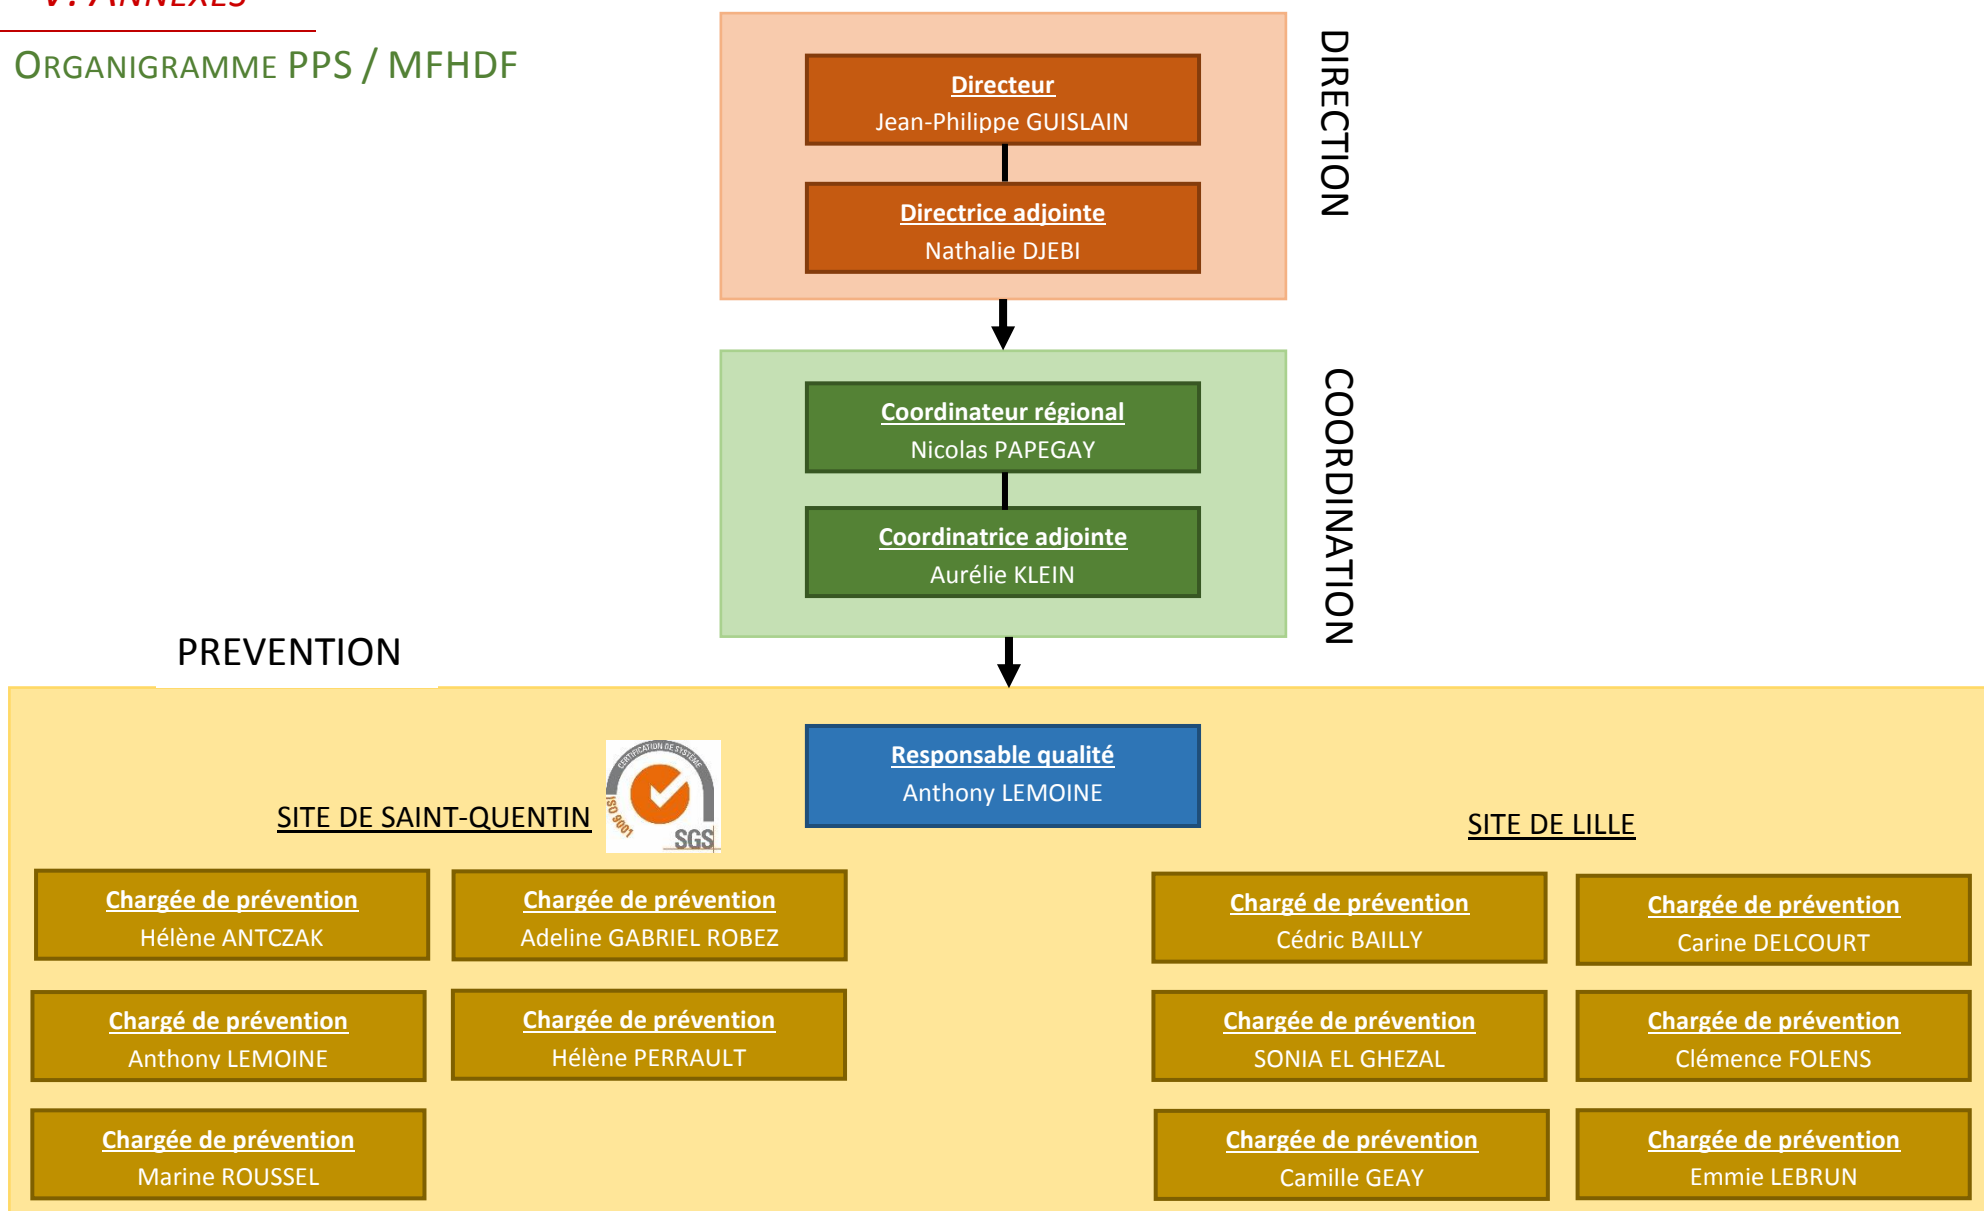 V. ANNEXES
ORGANIGRAMME PPS / MFHDF
DIRECTION
Directeur
Jean-Philippe GUISLAIN
Directrice adjointe
Nathalie DJEBI
COORDINATION
Coordinateur régional
Nicolas PAPEGAY
Coordinatrice adjointe
Aurélie KLEIN
PREVENTION
Responsable qualité
Anthony LEMOINE
SITE DE SAINT-QUENTIN
CERTIFICATION DE SYSTÈME
ISO 9001
SGS
Chargée de prévention
Hélène ANTCZAK
Chargée de prévention
Adeline GABRIEL ROBEZ
Chargé de prévention
Anthony LEMOINE
Chargée de prévention
Hélène PERRAULT
Chargée de prévention
Marine ROUSSEL
SITE DE LILLE
Chargé de prévention
Cédric BAILLY
Chargée de prévention
Carine DELCOURT
Chargée de prévention
SONIA EL GHEZAL
Chargée de prévention
Clémence FOLENS
Chargée de prévention
Camille GEAY
Chargée de prévention
Emmie LEBRUN